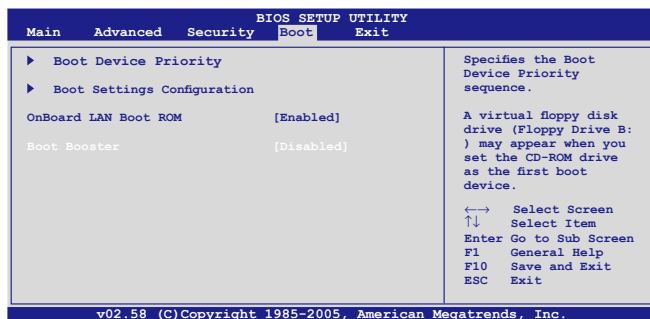 BIOS SETUP UTILITY
Main Advanced Security Boot Exit
Boot Device Priority
Boot Settings Configuration
OnBoard LAN Boot ROM [Enabled]
Boot Booster [Disabled]
Specifies the Boot
Device Priority
sequence.
A virtual floppy disk
drive (Floppy Drive B:
) may appear when you
set the CD-ROM drive
as the first boot
device.
←→ Select Screen
↑↓ Select Item
Enter Go to Sub Screen
F1 General Help
F10 Save and Exit
ESC Exit
v02.58 (C)Copyright 1985-2005, American Megatrends, Inc.